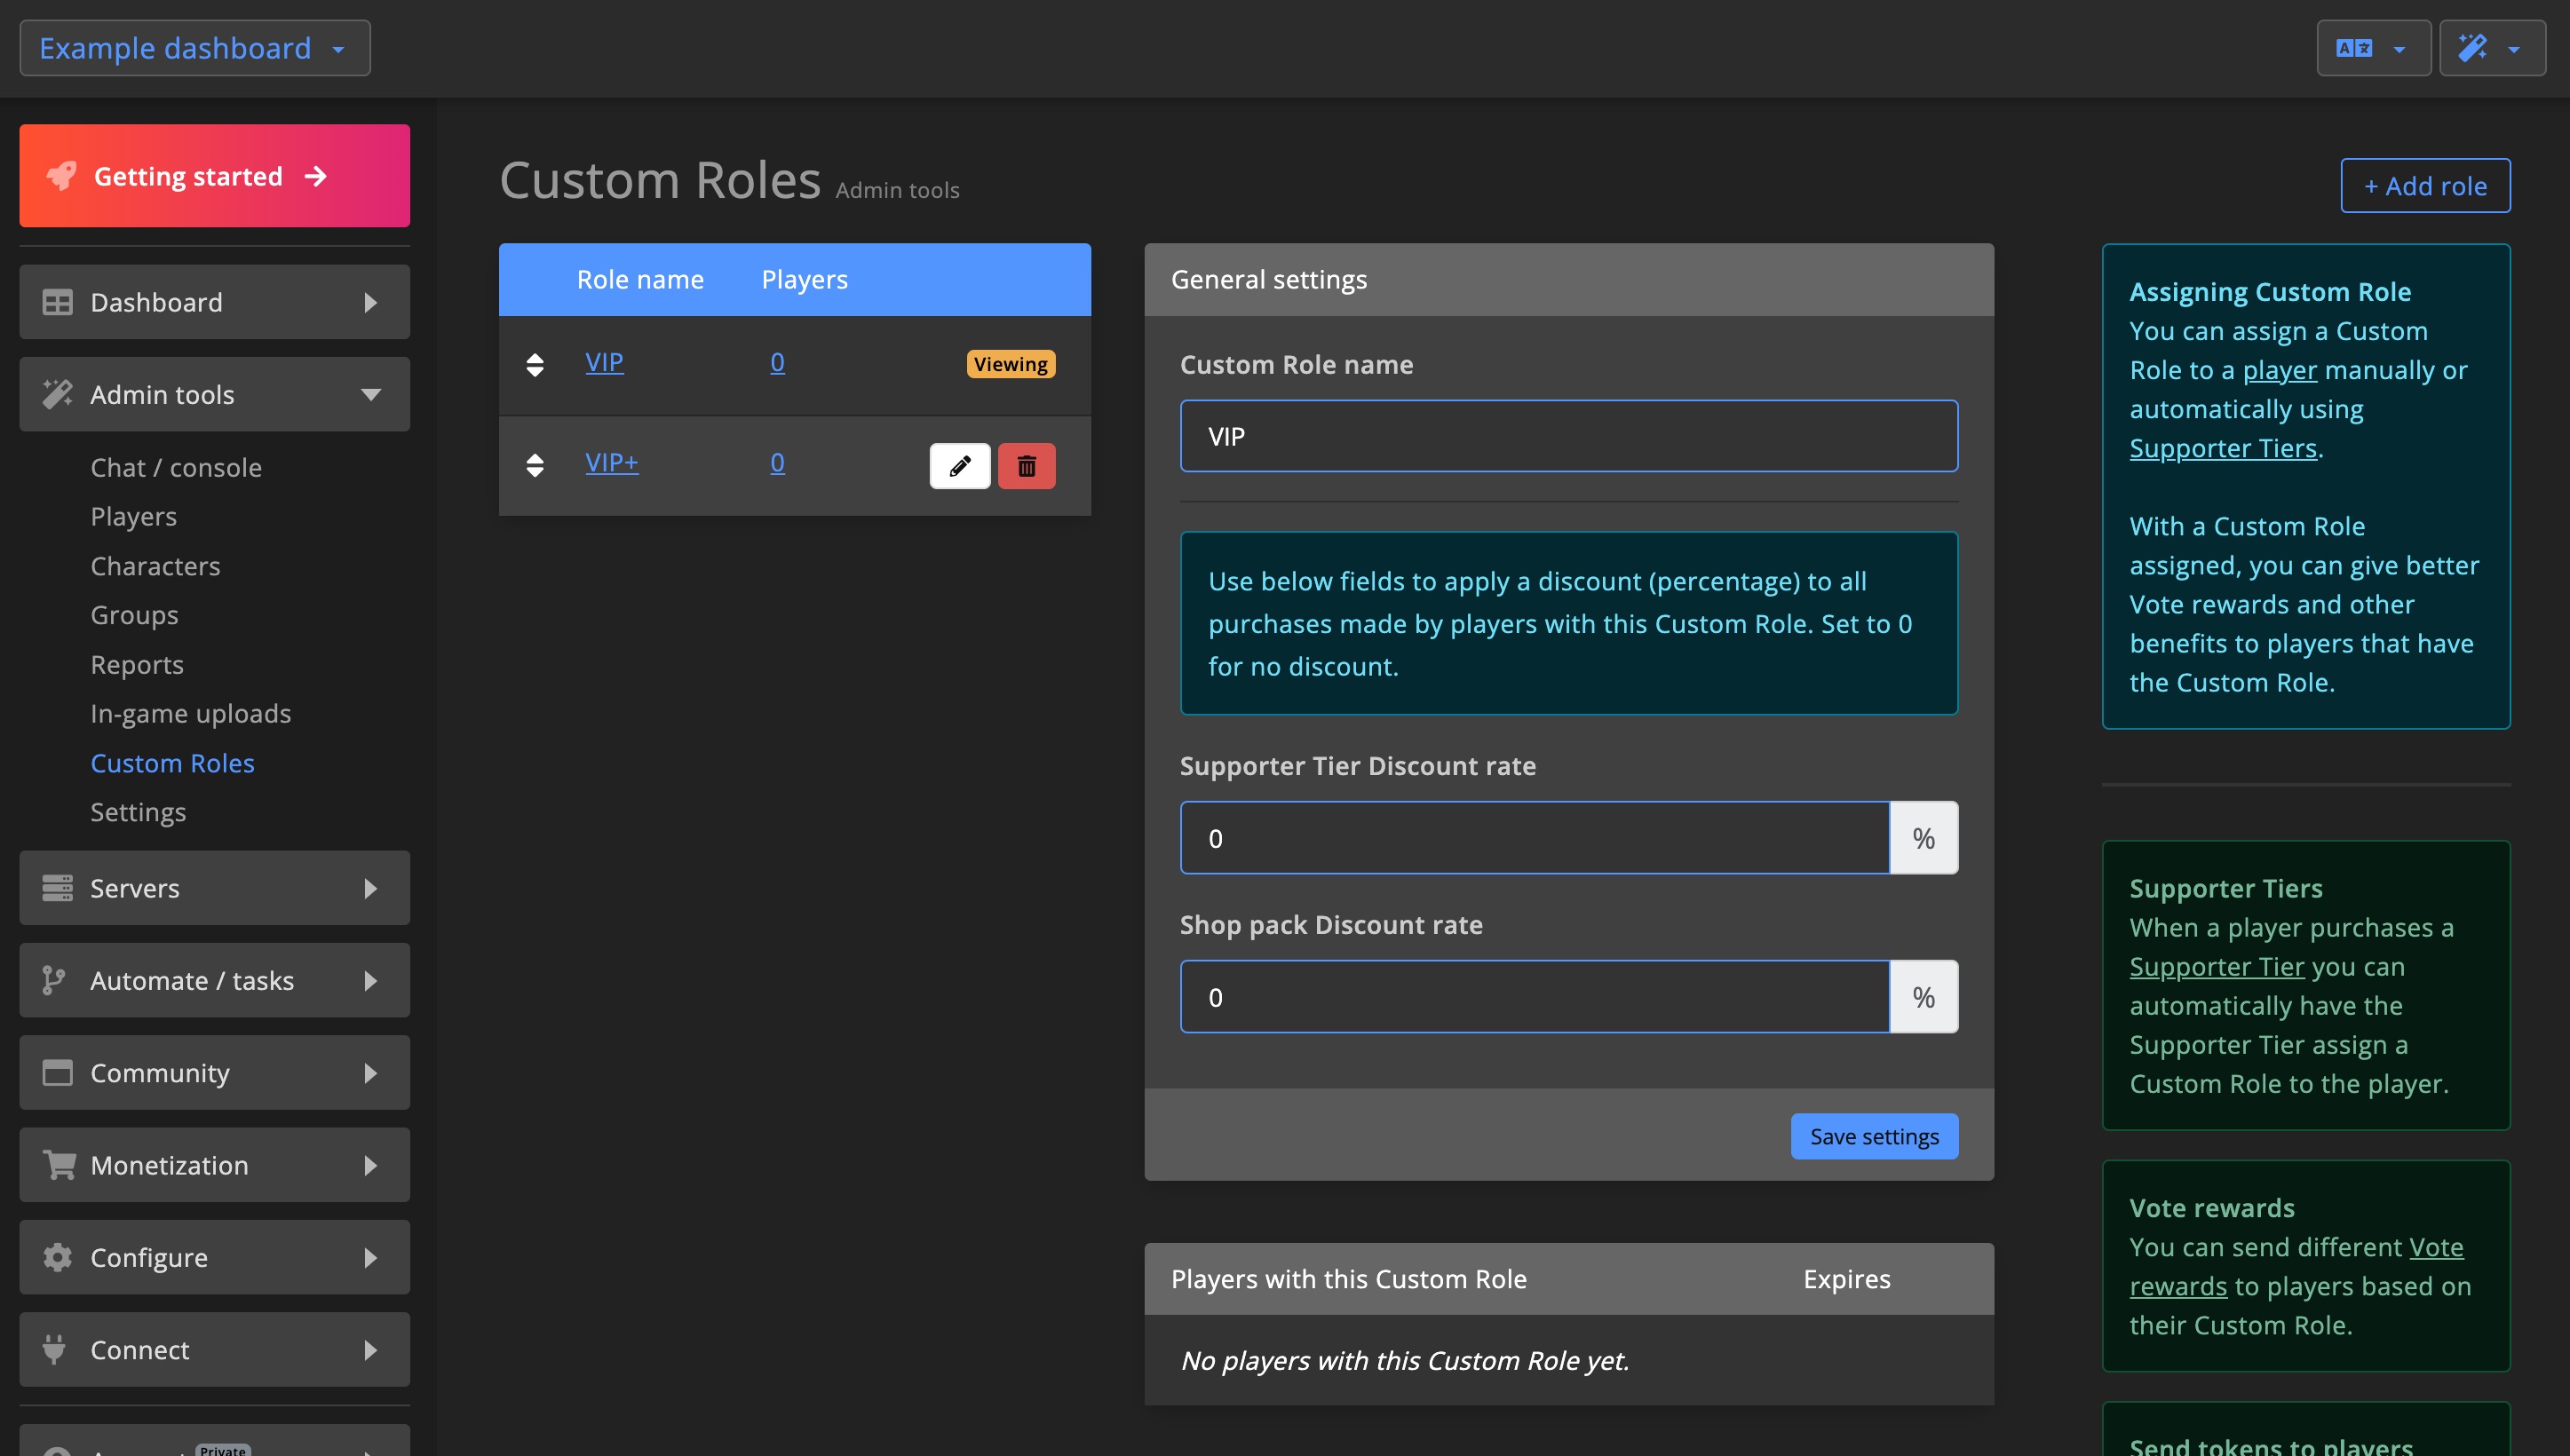 Example dashboard
Getting started
Dashboard
Admin tools
Chat / console
Players
Characters
Groups
Reports
In-game uploads
Custom Roles
Settings
Servers
Automate / tasks
Community
Monetization
Configure
Connect
Private
Custom Roles Admin tools
+ Add role
Role name Players
VIP 0 Viewing
VIP+ 0
General settings
Custom Role name
VIP
Use below fields to apply a discount (percentage) to all
purchases made by players with this Custom Role. Set to 0
for no discount.
Supporter Tier Discount rate
0 %
Shop pack Discount rate
0 %
Save settings
Players with this Custom Role Expires
No players with this Custom Role yet.
Assigning Custom Role
You can assign a Custom
Role to a player manually or
automatically using
Supporter Tiers.
With a Custom Role
assigned, you can give better
Vote rewards and other
benefits to players that have
the Custom Role.
Supporter Tiers
When a player purchases a
Supporter Tier you can
automatically have the
Supporter Tier assign a
Custom Role to the player.
Vote rewards
You can send different Vote
rewards to players based on
their Custom Role.
Send tokens to players